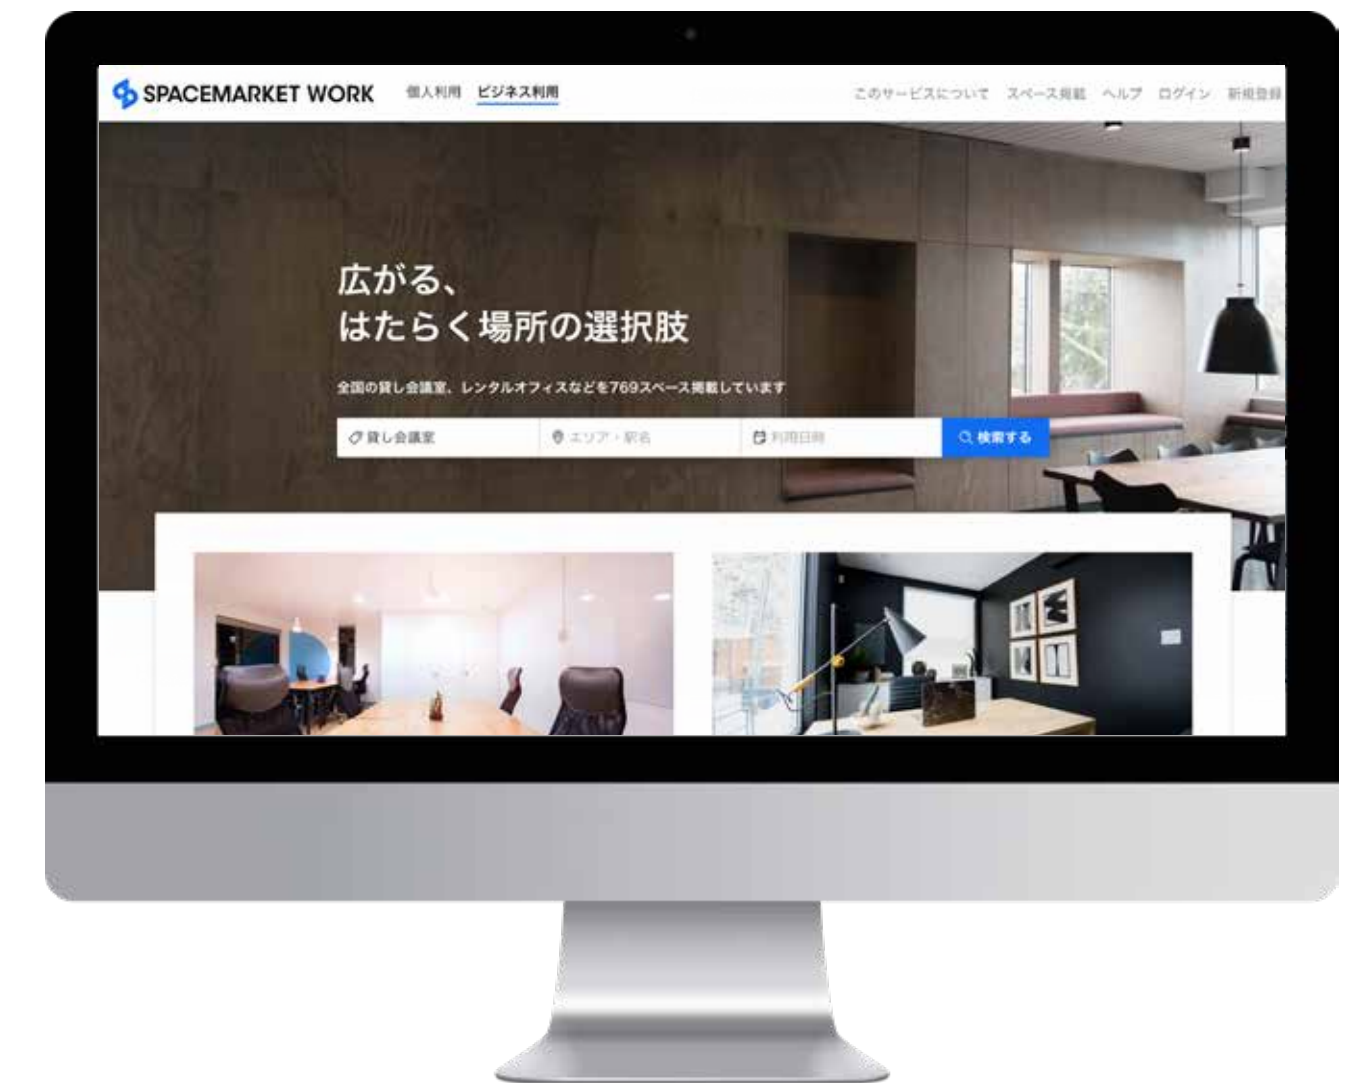 SPACEMARKET WORK 個人利用 ビジネス利用 このサービスについて スペース掲載 ヘルプ ログイン 新規登録
広がる、
はたらく場所の選択肢
全国の貸し会議室、レンタルオフィスなどを769スペース掲載しています
貸し会議室 エリア・駅名 利用日時 検索する